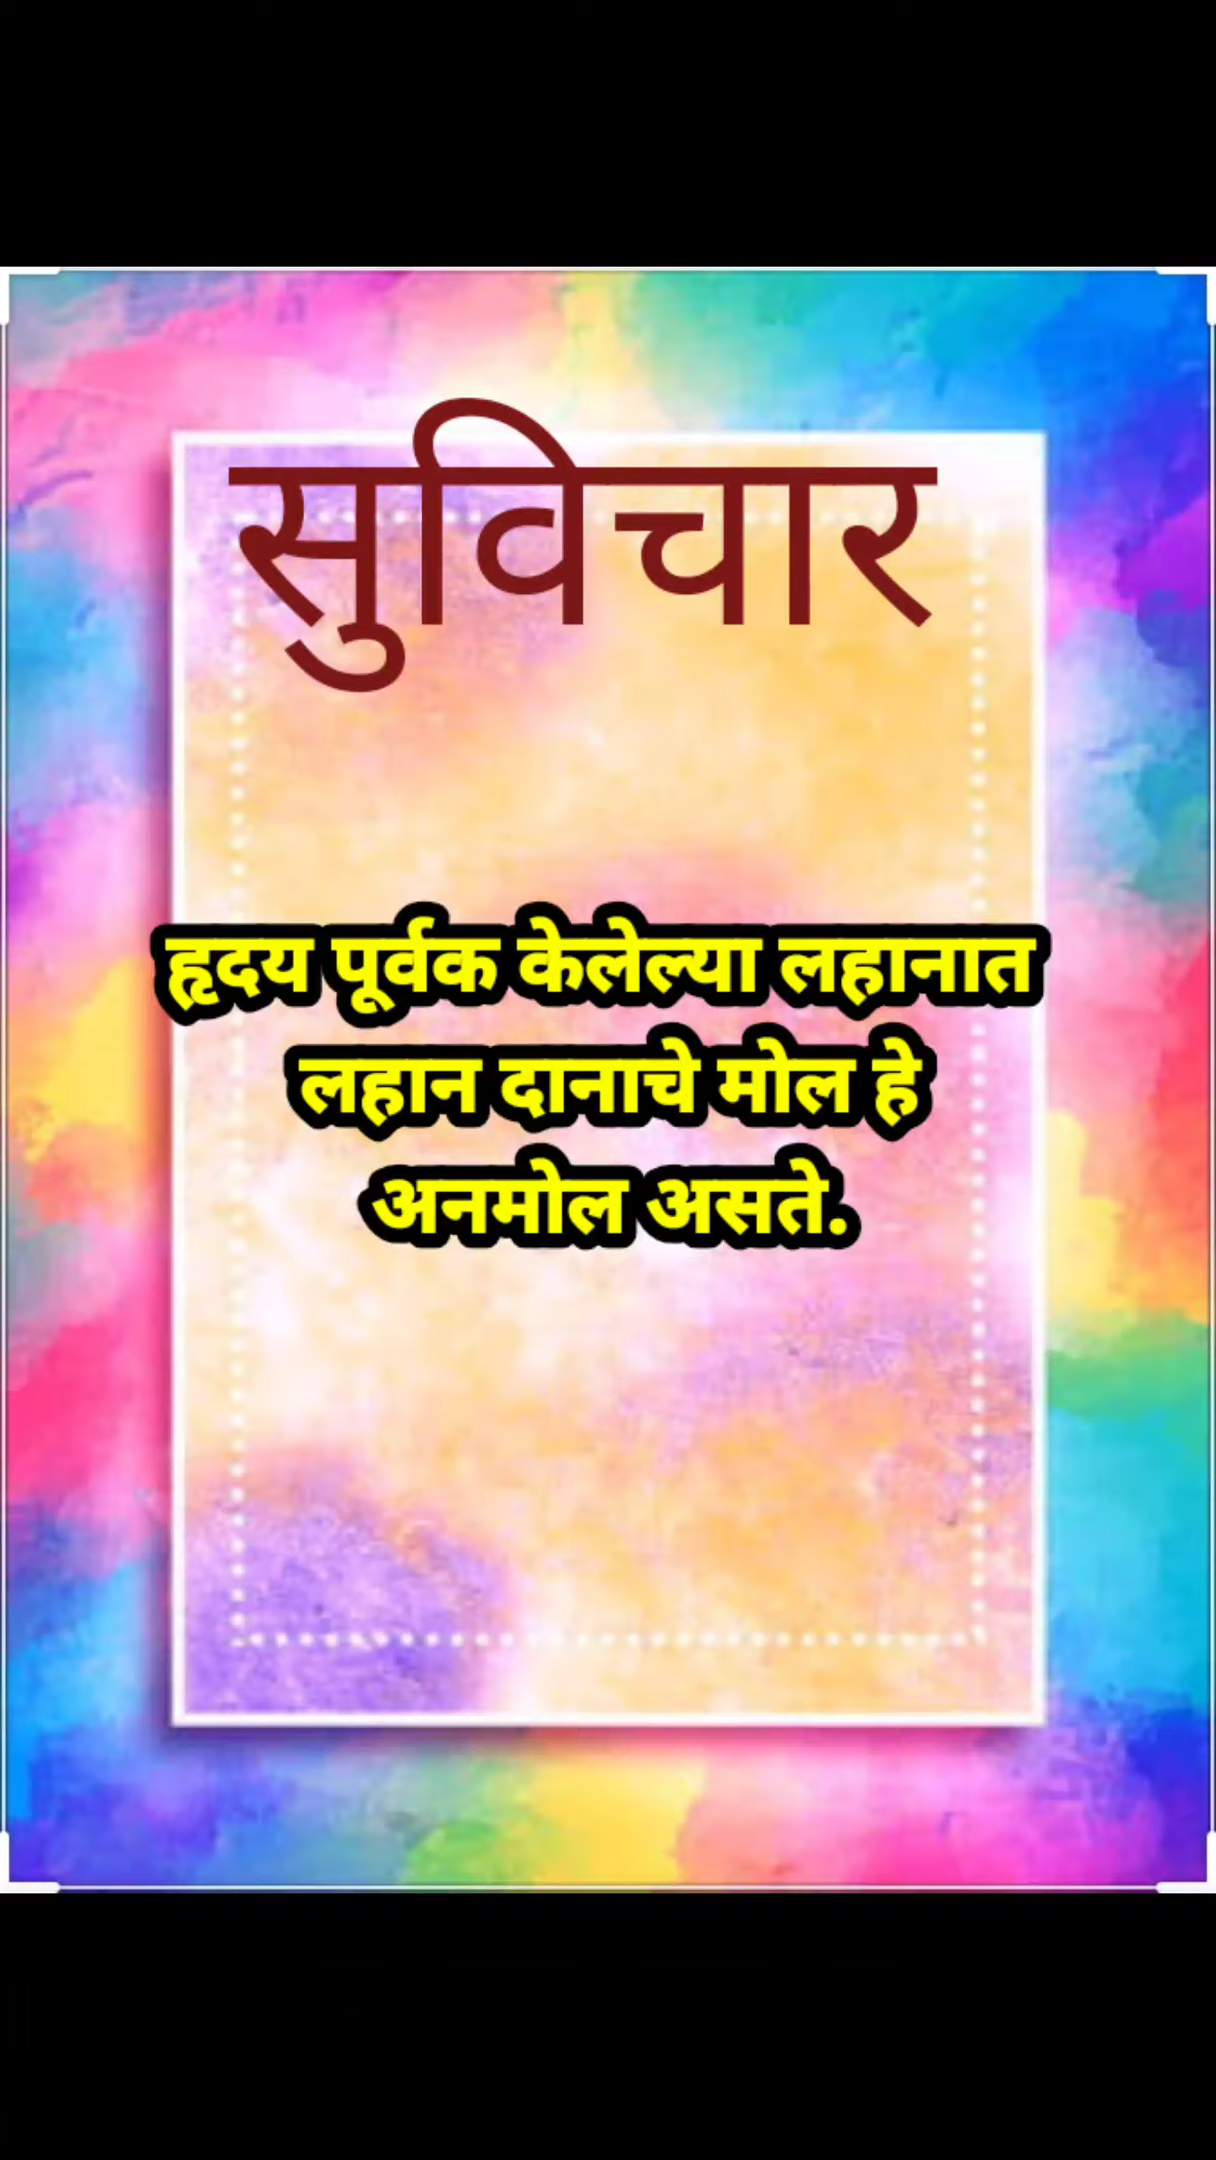 सुविचार
हृदय पूर्वक केलेल्या लहानात
लहान दानाचे मोल हे
अनमोल असते.